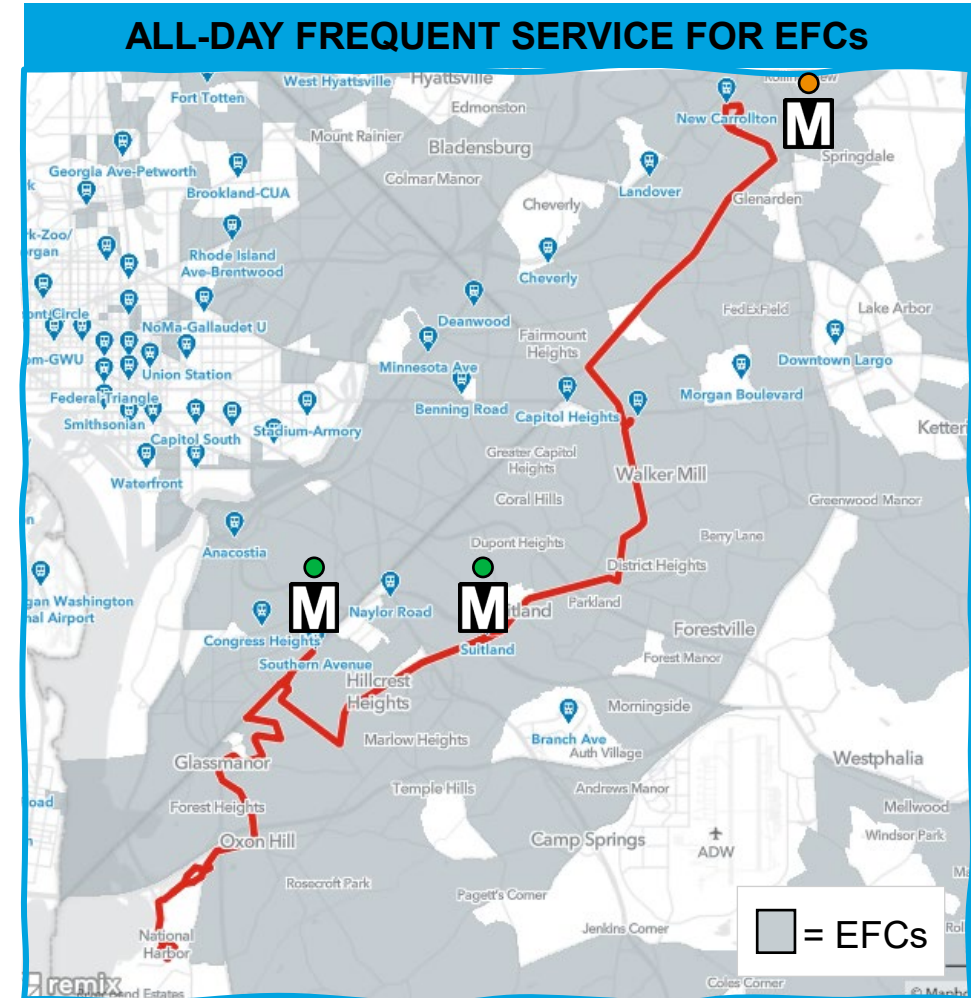 ALL-DAY FREQUENT SERVICE FOR EFCs
West Hyattsville
Hyattsville
Fort Totten
Edmonston
New Carrollton
M
Mount Rainier
Bladensburg
Springdale
Georgia Ave-Petworth
Brookland-CUA
Colmar Manor
Landover
Glenarden
Cheverly
Rhode Island
Ave-Brentwood
Cheverly
FedExField
Lake Arbor
Deanwood
NoMa-Gallaudet U
Fairmount
Heights
Minnesota Ave
Downtown Largo
Union Station
Morgan Boulevard
Federal Triangle
Benning Road
Capitol Heights
Smithsonian
Capitol South
Stadium-Armory
Greater Capitol
Heights
Walker Mill
Waterfront
Coral Hills
Greenwood Manor
Anacostia
Dupont Heights
Berry Lane
District Heights
M
M
Naylor Road
Parkland
Congress Heights
Suitland
Forestville
Southern Avenue
Forest Manor
Hillcrest
Heights
Morningside
Marlow Heights
Branch Ave
Auth Village
Westphalia
Glassmanor
Temple Hills
Andrews Manor
Forest Heights
Mellwood
Oxon Hill
Camp Springs
ADW
Windsor Park
Rosecroft Park
Pagett's Corner
Jenkins Corner
= EFCs
National
Harbor
remix
Coles Corner